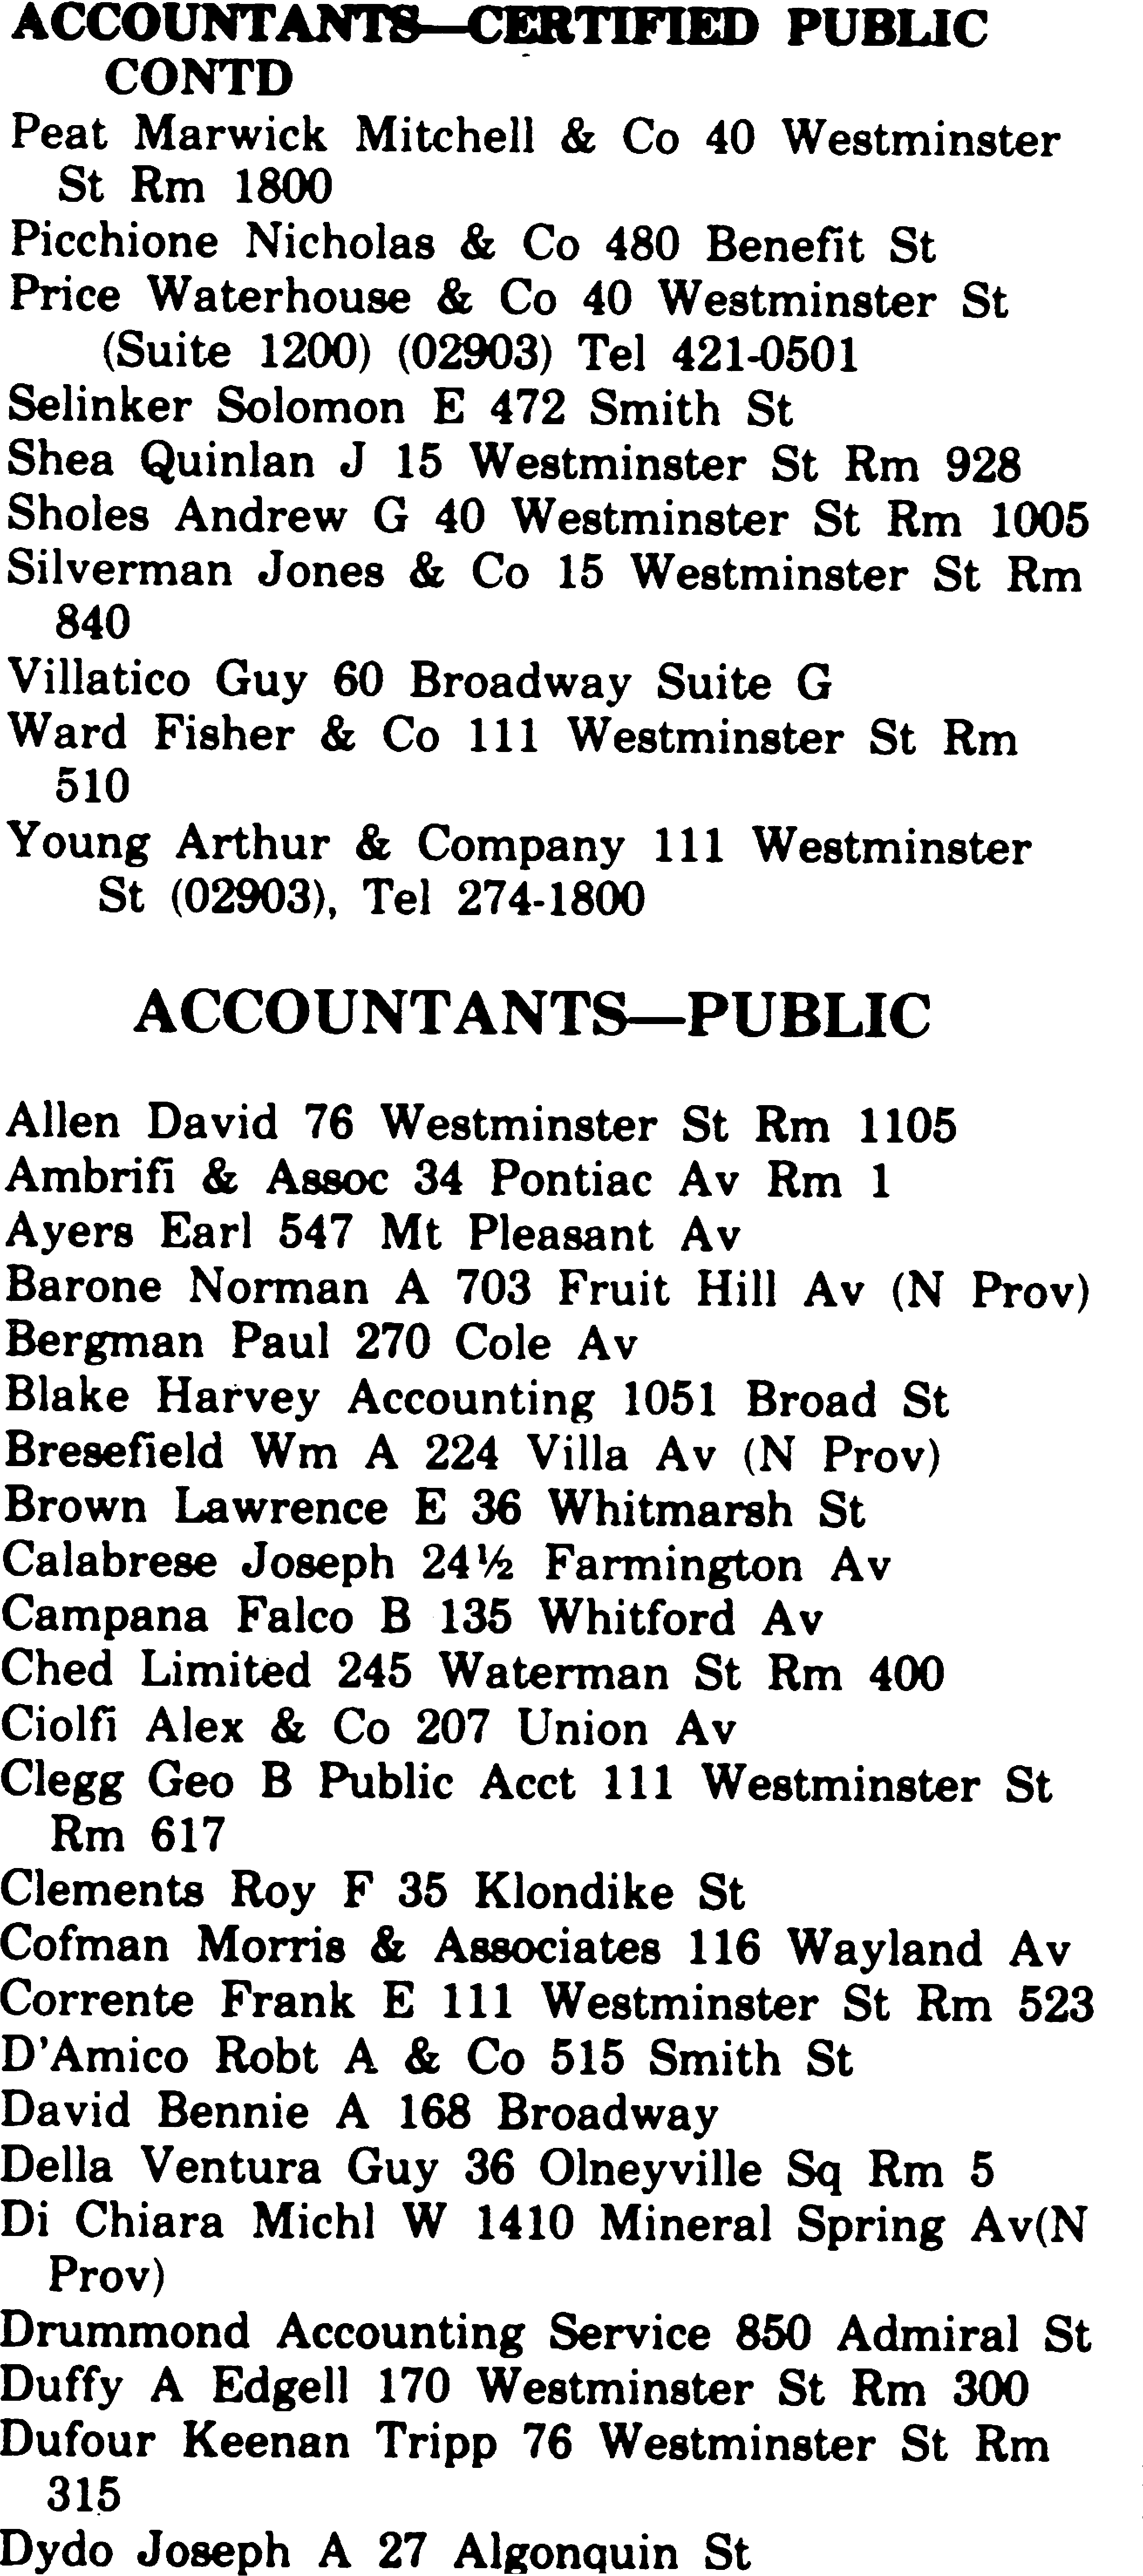 ACCOUNTANTS—CERTIFIED PUBLIC
CONTD
Peat Marwick Mitchell & Co 40 Westminster
St Rm 1800
Picchione Nicholas & Co 480 Benefit St
Price Waterhouse & Co 40 Westminster St
(Suite 1200) (02903) Tel 421-0501
Selinker Solomon E 472 Smith St
Shea Quinlan J 15 Westminster St Rm 928
Sholes Andrew G 40 Westminster St Rm 1005
Silverman Jones & Co 15 Westminster St Rm
840
Villatico Guy 60 Broadway Suite G
Ward Fisher & Co 111 Westminster St Rm
510
Young Arthur & Company 111 Westminster
St (02903), Tel 274-1800
ACCOUNTANTS—PUBLIC
Allen David 76 Westminster St Rm 1105
Ambrifi & Assoc 34 Pontiac Av Rm 1
Ayers Earl 547 Mt Pleasant Av
Barone Norman A 703 Fruit Hill Av (N Prov)
Bergman Paul 270 Cole Av
Blake Harvey Accounting 1051 Broad St
Bresefield Wm A 224 Villa Av (N Prov)
Brown Lawrence E 36 Whitmarsh St
Calabrese Joseph 24½ Farmington Av
Campana Falco B 135 Whitford Av
Ched Limited 245 Waterman St Rm 400
Ciolfi Alex & Co 207 Union Av
Clegg Geo B Public Acct 111 Westminster St
Rm 617
Clements Roy F 35 Klondike St
Cofman Morris & Associates 116 Wayland Av
Corrente Frank E 111 Westminster St Rm 523
D'Amico Robt A & Co 515 Smith St
David Bennie A 168 Broadway
Della Ventura Guy 36 Olneyville Sq Rm 5
Di Chiara Michl W 1410 Mineral Spring Av(N
Prov)
Drummond Accounting Service 850 Admiral St
Duffy A Edgell 170 Westminster St Rm 300
Dufour Keenan Tripp 76 Westminster St Rm
315
Dydo Joseph A 27 Algonquin St